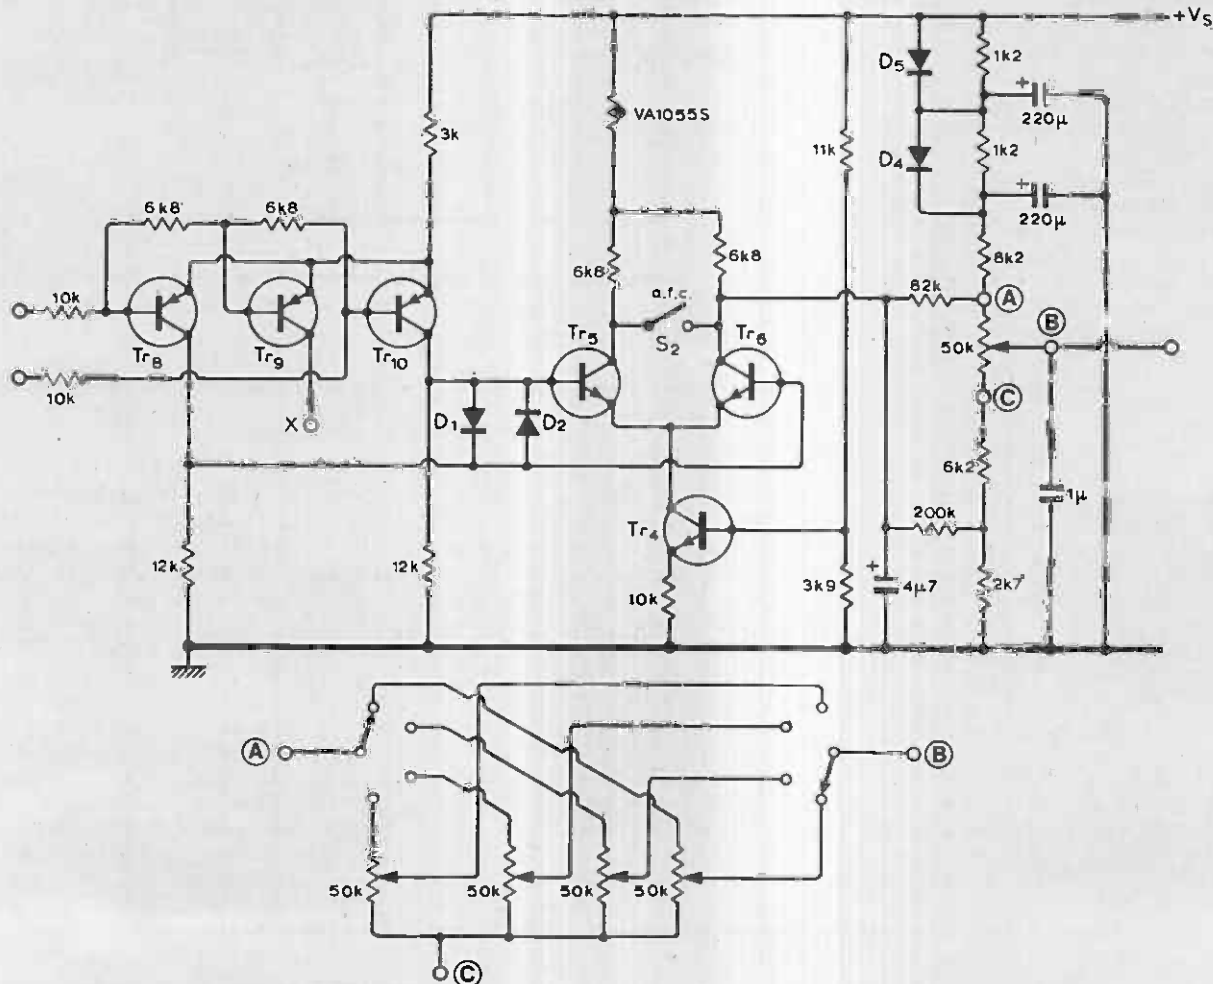 +Vs
D5
1k2
220μ
VA1055S
3k
11k
D4
1k2
220μ
6k8
6k8
6k8
6k8
8k2
82k
A
10k
a.f.c.
S2
B
Tr8
Tr9
Tr10
Tr5
Tr6
50k
10k
C
X
D1
D2
6k2
1μ
200k
Tr4
12k
12k
10k
3k9
4μ7
2k7
A
B
50k
50k
50k
50k
C